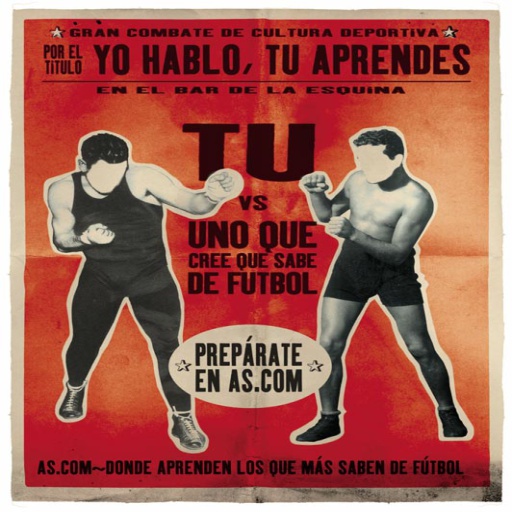 GRAN COMBATE DE CULTURA DEPORTIVA
POR EL TITULO YO HABLO, TU APRENDES
EN EL BAR DE LA ESQUINA
TU
VS
UNO QUE
CREE QUE SABE
DE FUTBOL
PREPÁRATE
EN AS.COM
AS.COM~DONDE APRENDEN LOS QUE MÁS SABEN DE FÚTBOL